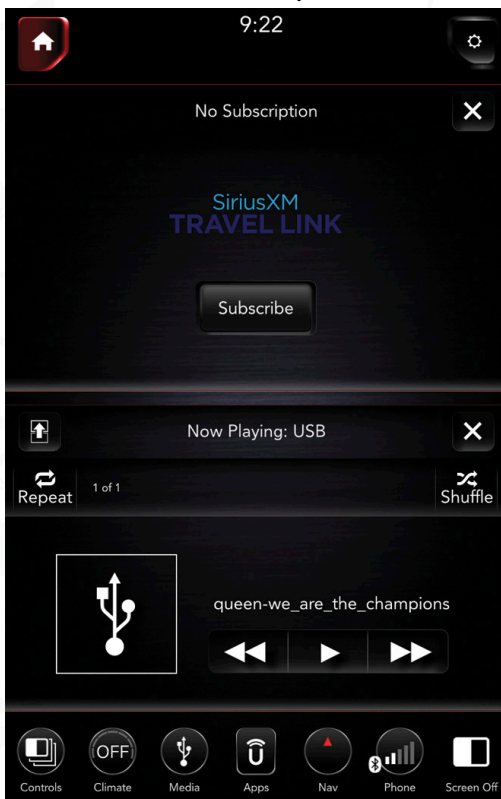 9:22
No Subscription
SiriusXM
TRAVEL LINK
Subscribe
Now Playing: USB
Repeat
1 of 1
Shuffle
queen-we_are_the_champions
OFF
Controls
Climate
Media
Apps
Nav
Phone
Screen Off